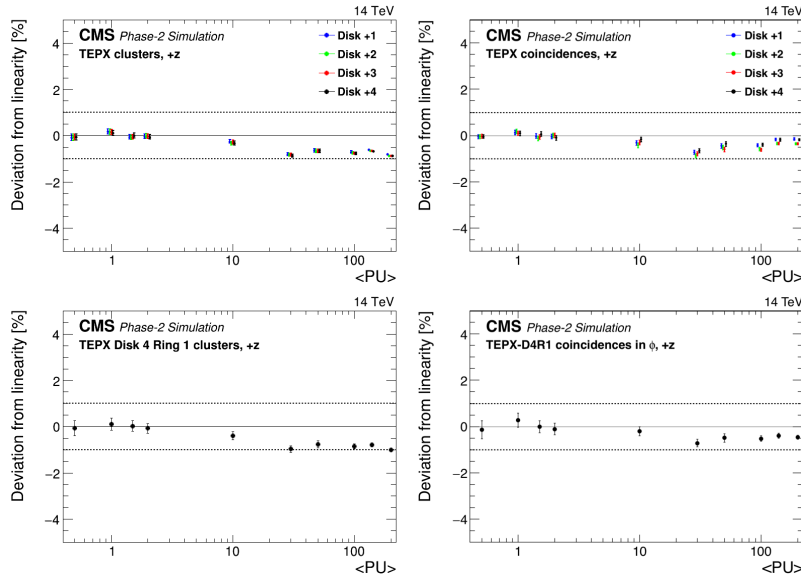 14 TeV
CMS Phase-2 Simulation
TEPX clusters, +z
Disk +1
Disk +2
Disk +3
Disk +4
Deviation from linearity [%]
4
2
0
−2
−4
1
10
100
<PU>
14 TeV
CMS Phase-2 Simulation
TEPX coincidences, +z
Disk +1
Disk +2
Disk +3
Disk +4
Deviation from linearity [%]
4
2
0
−2
−4
1
10
100
<PU>
14 TeV
CMS Phase-2 Simulation
TEPX Disk 4 Ring 1 clusters, +z
Deviation from linearity [%]
4
2
0
−2
−4
1
10
100
<PU>
14 TeV
CMS Phase-2 Simulation
TEPX-D4R1 coincidences in ϕ, +z
Deviation from linearity [%]
4
2
0
−2
−4
1
10
100
<PU>